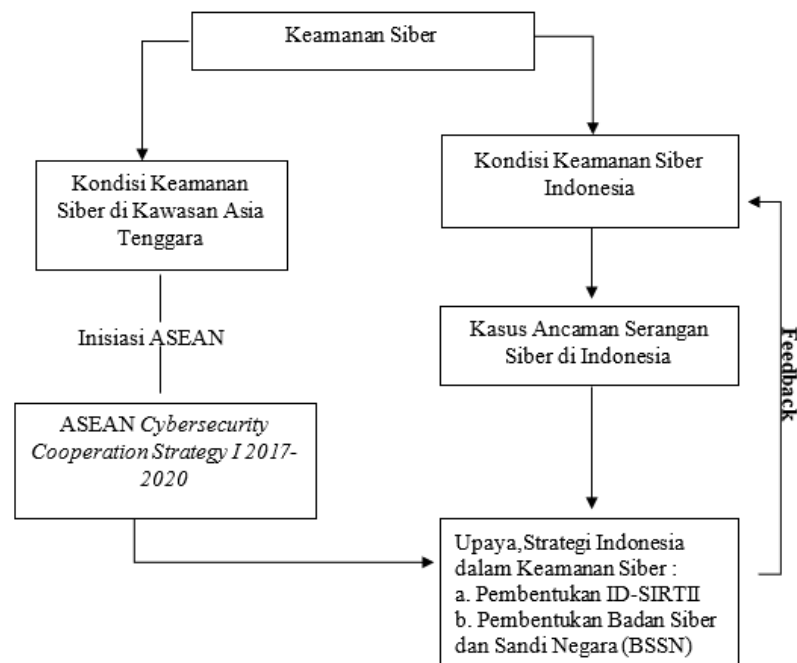 Keamanan Siber
Kondisi Keamanan
Siber di Kawasan Asia
Tenggara
Kondisi Keamanan Siber
Indonesia
Inisiasi ASEAN
Kasus Ancaman Serangan
Siber di Indonesia
Feedback
ASEAN Cybersecurity
Cooperation Strategy I 2017-
2020
Upaya,Strategi Indonesia
dalam Keamanan Siber :
a. Pembentukan ID-SIRTII
b. Pembentukan Badan Siber
dan Sandi Negara (BSSN)